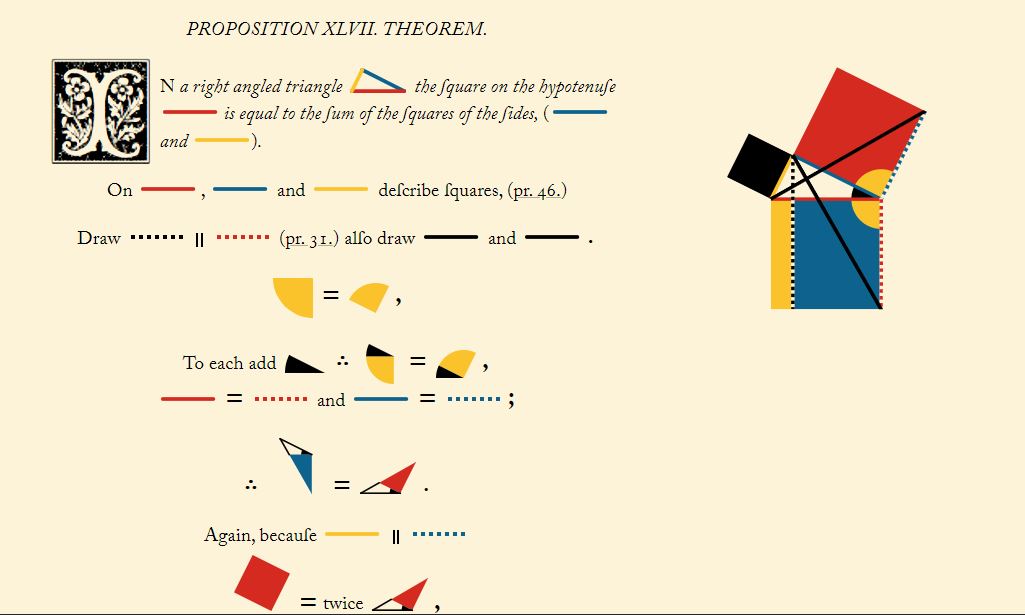 PROPOSITION XLVII. THEOREM.
IN a right angled triangle the ſquare on the hypotenuſe
is equal to the ſum of the ſquares of the ſides, (
and ).
On , and deſcribe ſquares, (pr. 46.)
Draw || (pr. 31.) alſo draw and .
= ,
To each add ∴ = ,
= and = ;
∴ = .
Again, becauſe ||
= twice ,